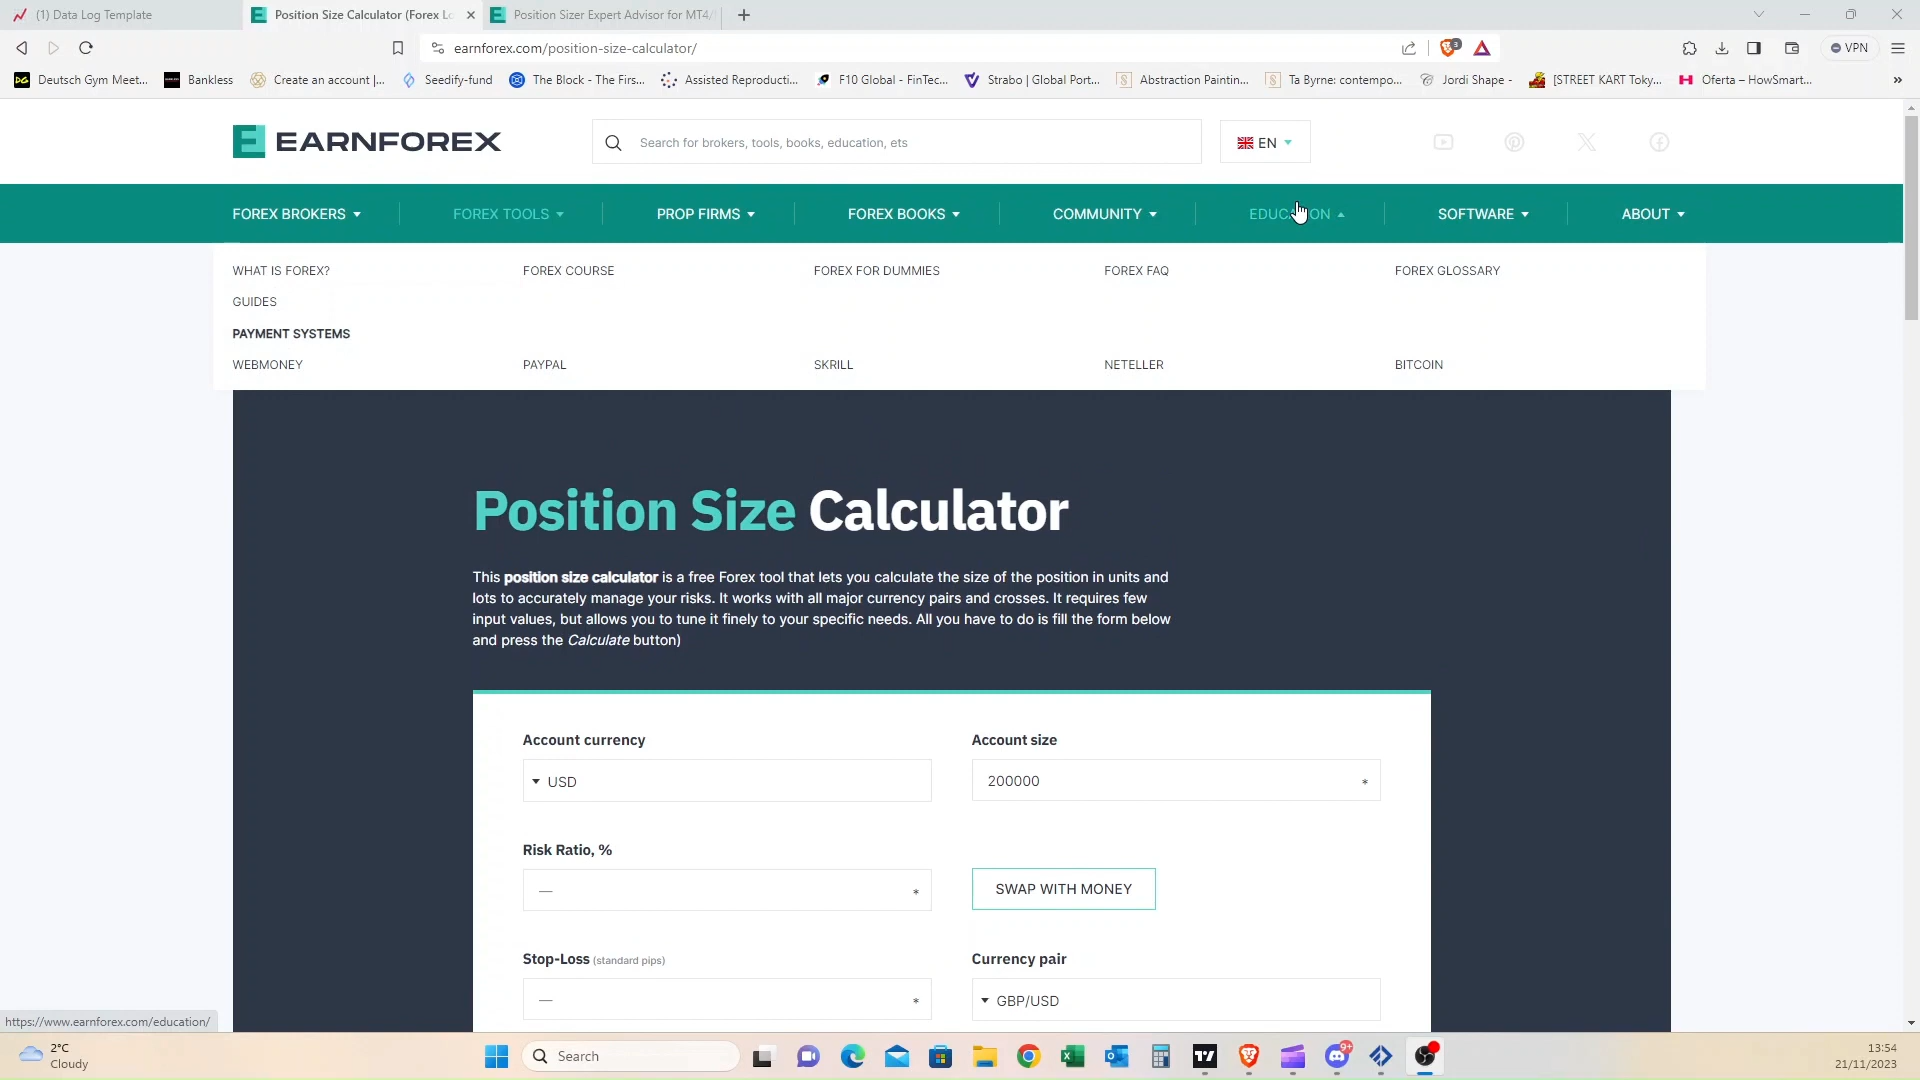 (1) Data Log Template
Position Size Calculator (Forex Lo
Position Sizer Expert Advisor for MT4/
earnforex.com/position-size-calculator/
3
VPN
Deutsch Gym Meet...
Bankless
Create an account |...
Seedify-fund
The Block - The Firs...
Assisted Reproducti...
F10 Global - FinTec...
Strabo | Global Port...
Abstraction Paintin...
Ta Byrne: contempo...
Jordi Shape -
[STREET KART Toky...
Oferta – HowSmart...
EARNFOREX
Search for brokers, tools, books, education, ets
EN
FOREX BROKERS
FOREX TOOLS
PROP FIRMS
FOREX BOOKS
COMMUNITY
EDUCATION
SOFTWARE
ABOUT
WHAT IS FOREX?
FOREX COURSE
FOREX FOR DUMMIES
FOREX FAQ
FOREX GLOSSARY
GUIDES
PAYMENT SYSTEMS
WEBMONEY
PAYPAL
SKRILL
NETELLER
BITCOIN
Position Size Calculator
This position size calculator is a free Forex tool that lets you calculate the size of the position in units and
lots to accurately manage your risks. It works with all major currency pairs and crosses. It requires few
input values, but allows you to tune it finely to your specific needs. All you have to do is fill the form below
and press the Calculate button)
Account currency
Account size
USD
200000 *
Risk Ratio, %
— *
SWAP WITH MONEY
Stop-Loss (standard pips)
Currency pair
— *
GBP/USD
https://www.earnforex.com/education/
2°C
Cloudy
Search
9+
13:54
21/11/2023